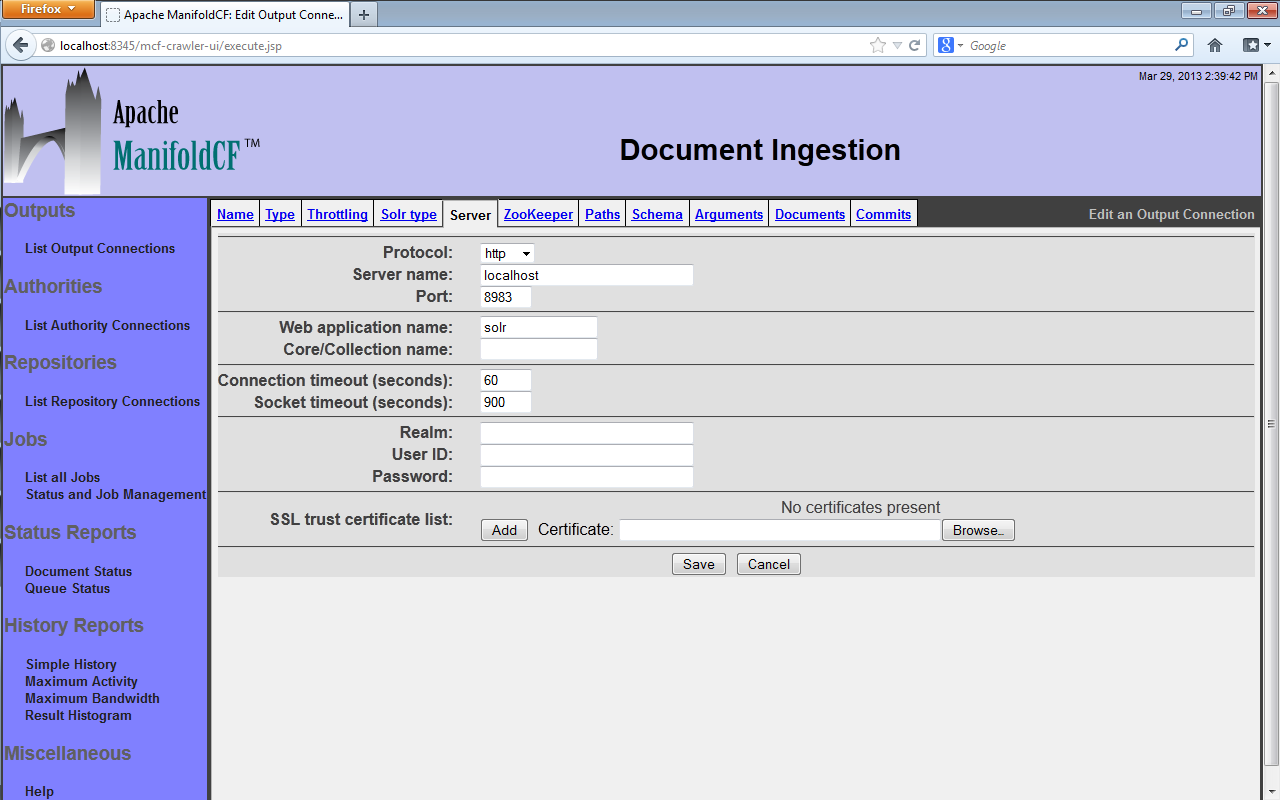 Firefox
Apache ManifoldCF: Edit Output Conne...
localhost:8345/mcf-crawler-ui/execute.jsp
Google
Mar 29, 2013 2:39:42 PM
Apache
ManifoldCF™
Document Ingestion
Outputs
List Output Connections
Authorities
List Authority Connections
Repositories
List Repository Connections
Jobs
List all Jobs
Status and Job Management
Status Reports
Document Status
Queue Status
History Reports
Simple History
Maximum Activity
Maximum Bandwidth
Result Histogram
Miscellaneous
Help
Name Type Throttling Solr type Server ZooKeeper Paths Schema Arguments Documents Commits Edit an Output Connection
Protocol: http
Server name: localhost
Port: 8983
Web application name: solr
Core/Collection name:
Connection timeout (seconds): 60
Socket timeout (seconds): 900
Realm:
User ID:
Password:
No certificates present
SSL trust certificate list:
Add Certificate: Browse...
Save Cancel